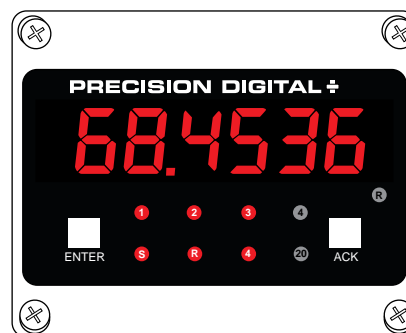 PRECISION DIGITAL
68.4536
R
1 2 3 4
ENTER S R 4 20 ACK